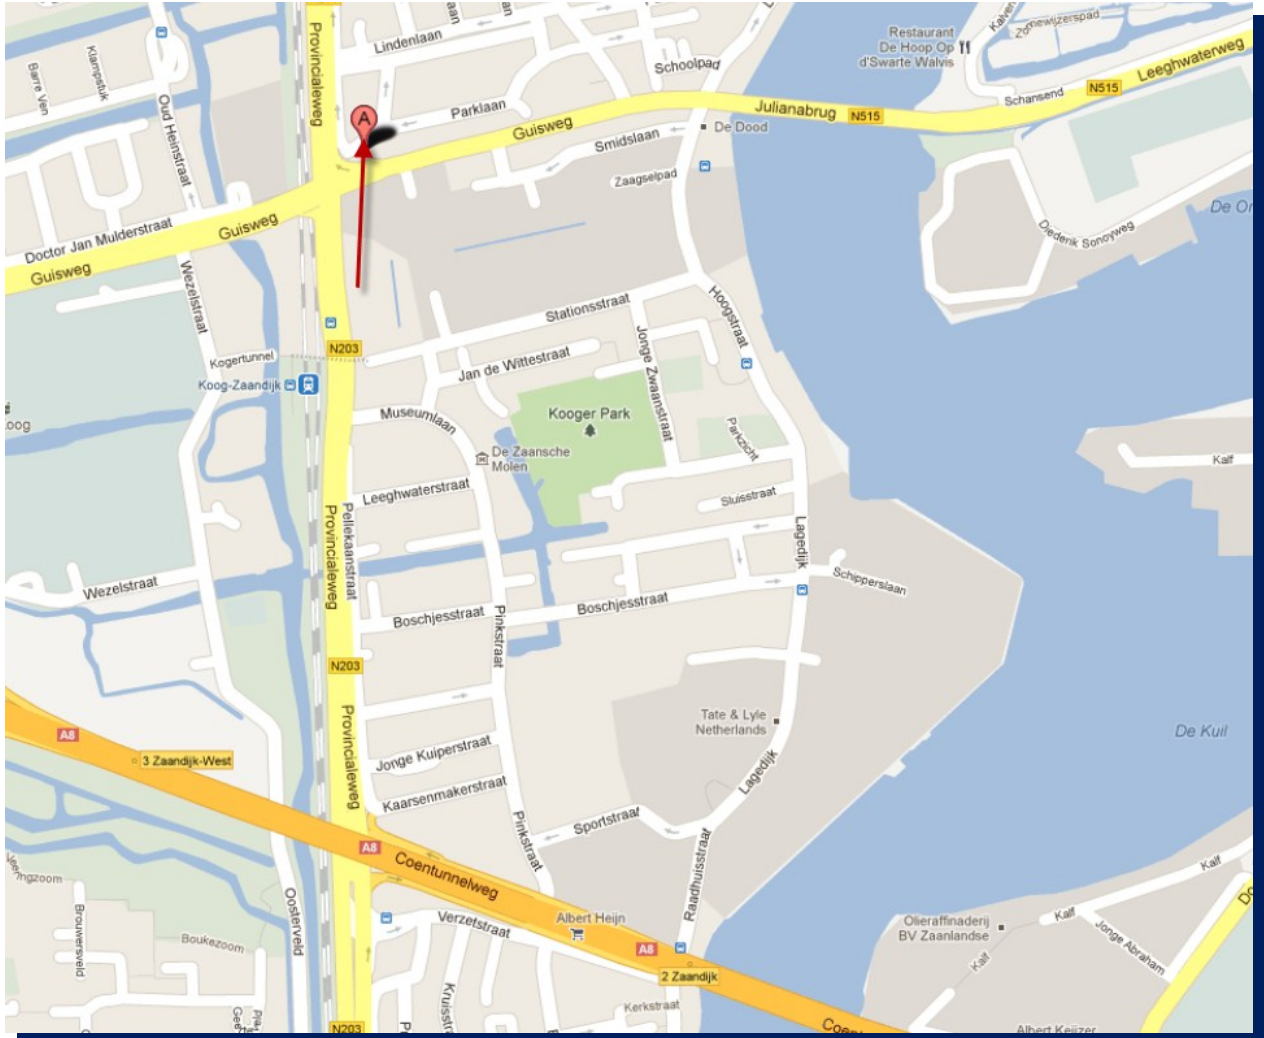 Lindenlaan
Provincialeweg
Klampstuk
Barre Ven
Oud Heinstraat
Schoolpad
Restaurant
De Hoop Op
d'Swarte Walvis
Leeghwaterweg
N515
Schansend
Julianabrug
N515
Parklaan
A
Guisweg
Smidslaan
De Dood
Zaagselpad
Doctor Jan Mulderstraat
Guisweg
Guisweg
Diederik Sonoyweg
Wezelstraat
Stationsstraat
Hoogstraat
N203
Kogertunnel
Koog-Zaandijk
Jan de Wittestraat
Jonge Zwaanstraat
Museumlaan
Kooger Park
Parkzicht
De Zaansche
Molen
Kalf
Leeghwaterstraat
Sluisstraat
Pellekaanstraat
Provincialeweg
Lagedijk
Wezelstraat
Schipperslaan
Boschjesstraat
Boschjesstraat
Pinkstraat
N203
Tate & Lyle
Netherlands
De Kuil
A8
3 Zaandijk-West
Provincialeweg
Jonge Kuiperstraat
Lagedijk
Kaarsenmakerstraat
Sportstraat
Pinkstraat
A8
Coentunnelweg
Raadhuisstraat
Kalf
Oosterveld
Brouwersveld
Boukezoom
Verzetstraat
Albert Heijn
Olieraffinaderij
BV Zaanlandse
Kalf
Jonge Abraham
Kalf
A8
2 Zaandijk
Kerkstraat
N203
Albert Keijzer